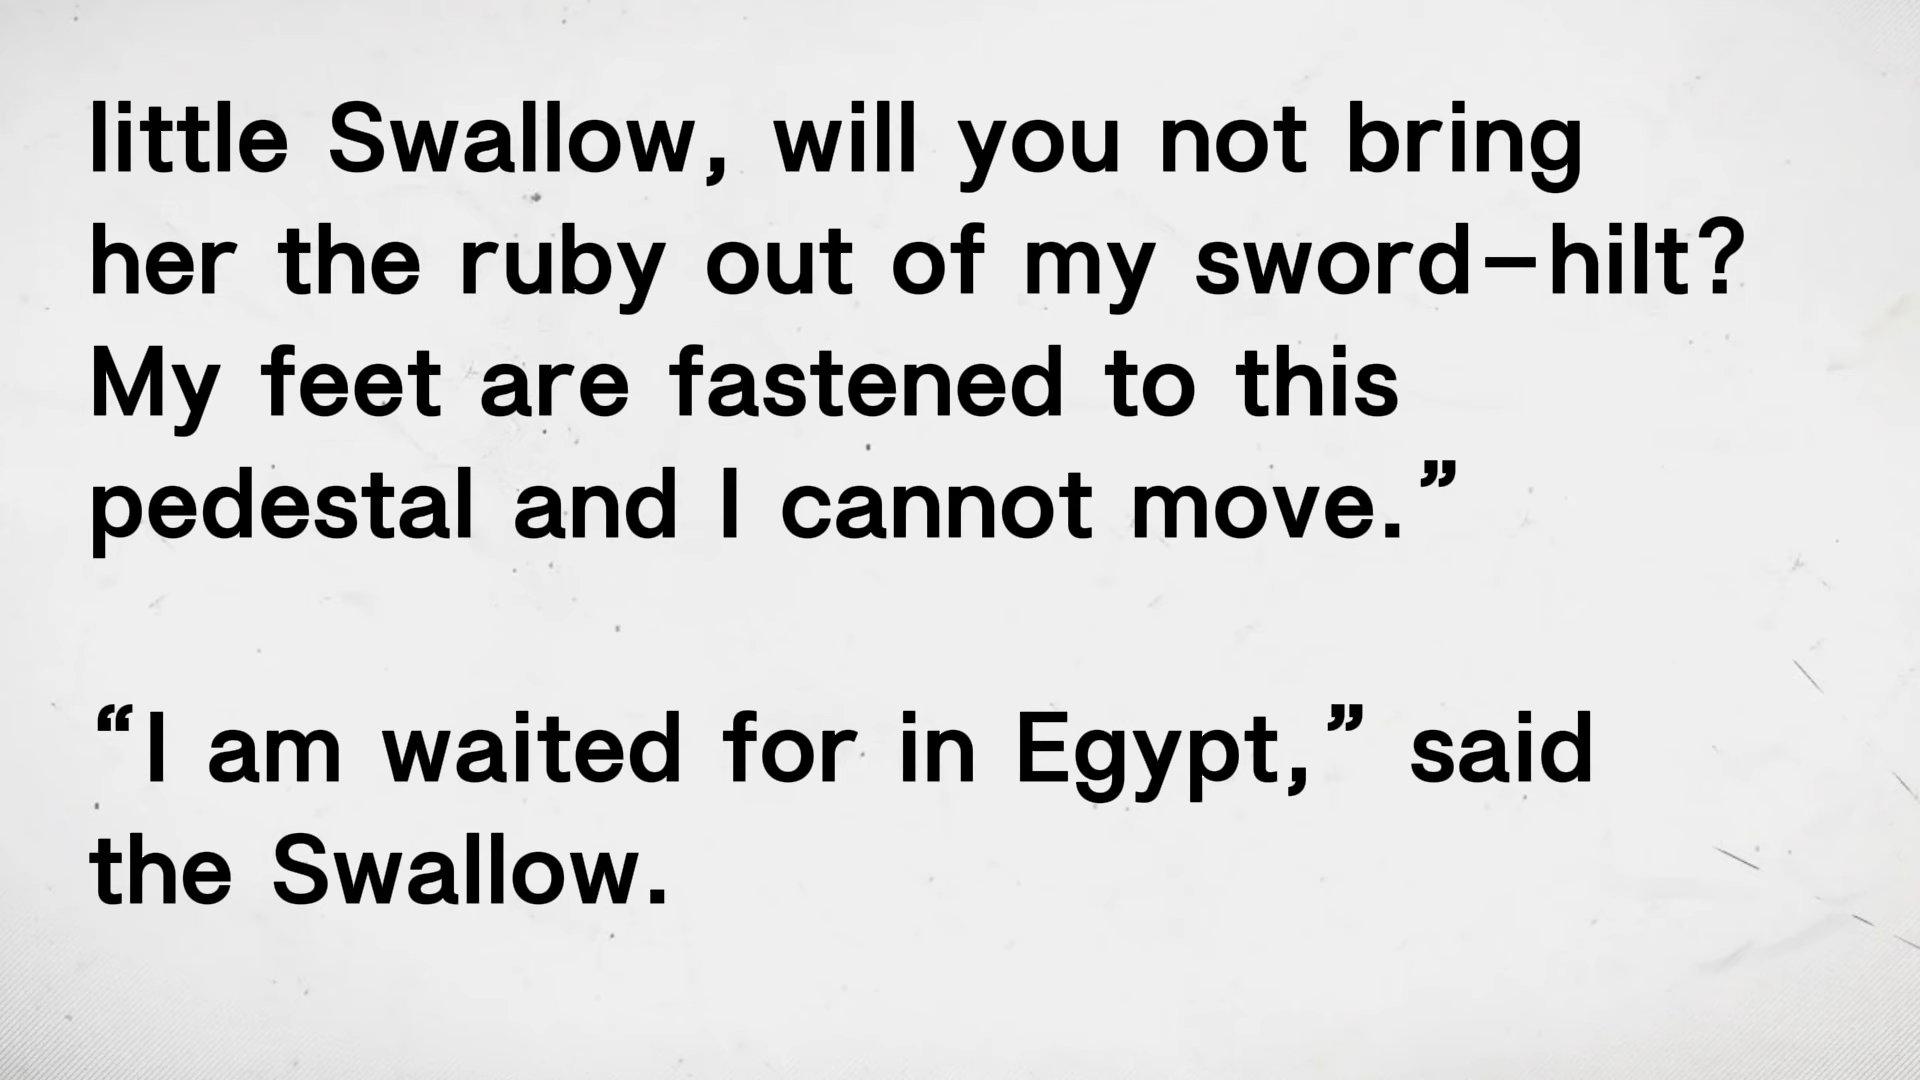 little Swallow, will you not bring
her the ruby out of my sword-hilt?
My feet are fastened to this
pedestal and I cannot move.”
“I am waited for in Egypt,” said
the Swallow.